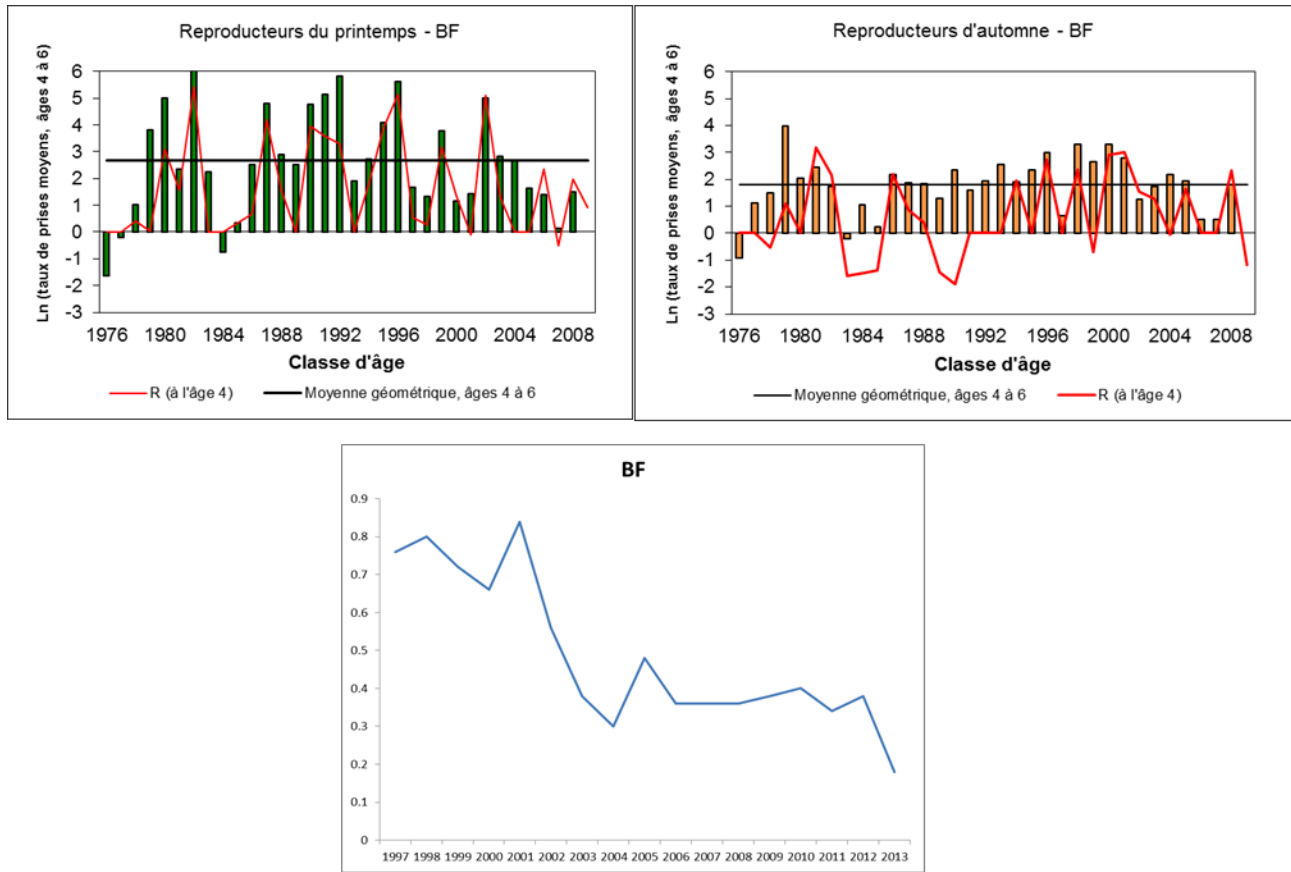 Reproducteurs du printemps - BF
Ln (taux de prises moyens, âges 4 à 6)
6
5
4
3
2
1
0
-1
-2
-3
1976 1980 1984 1988 1992 1996 2000 2004 2008
Classe d'âge
R (à l'âge 4) Moyenne géométrique, âges 4 à 6
Reproducteurs d'automne - BF
Ln (taux de prises moyens, âges 4 à 6)
6
5
4
3
2
1
0
-1
-2
-3
1976 1980 1984 1988 1992 1996 2000 2004 2008
Classe d'âge
Moyenne géométrique, âges 4 à 6 R (à l'âge 4)
BF
0.9
0.8
0.7
0.6
0.5
0.4
0.3
0.2
0.1
0
1997 1998 1999 2000 2001 2002 2003 2004 2005 2006 2007 2008 2009 2010 2011 2012 2013